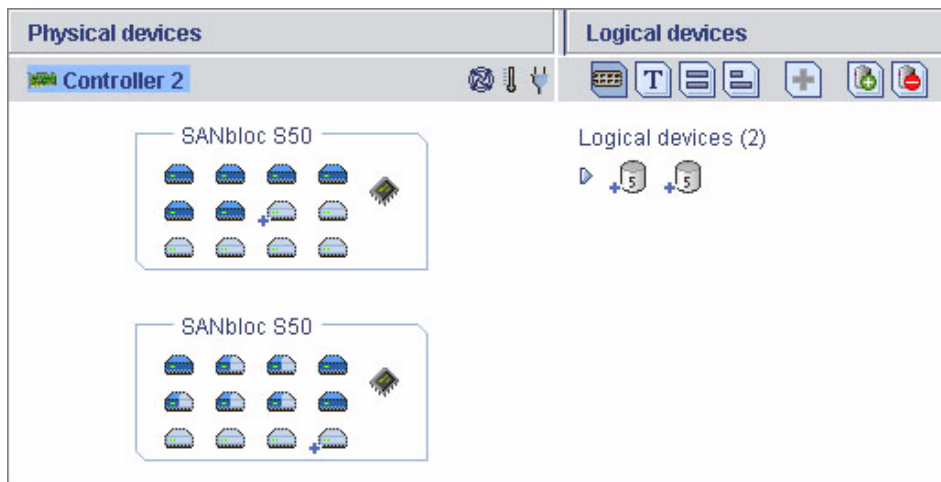 Physical devices
Logical devices
Controller 2
T
SANbloc S50
Logical devices (2)
5 5
SANbloc S50